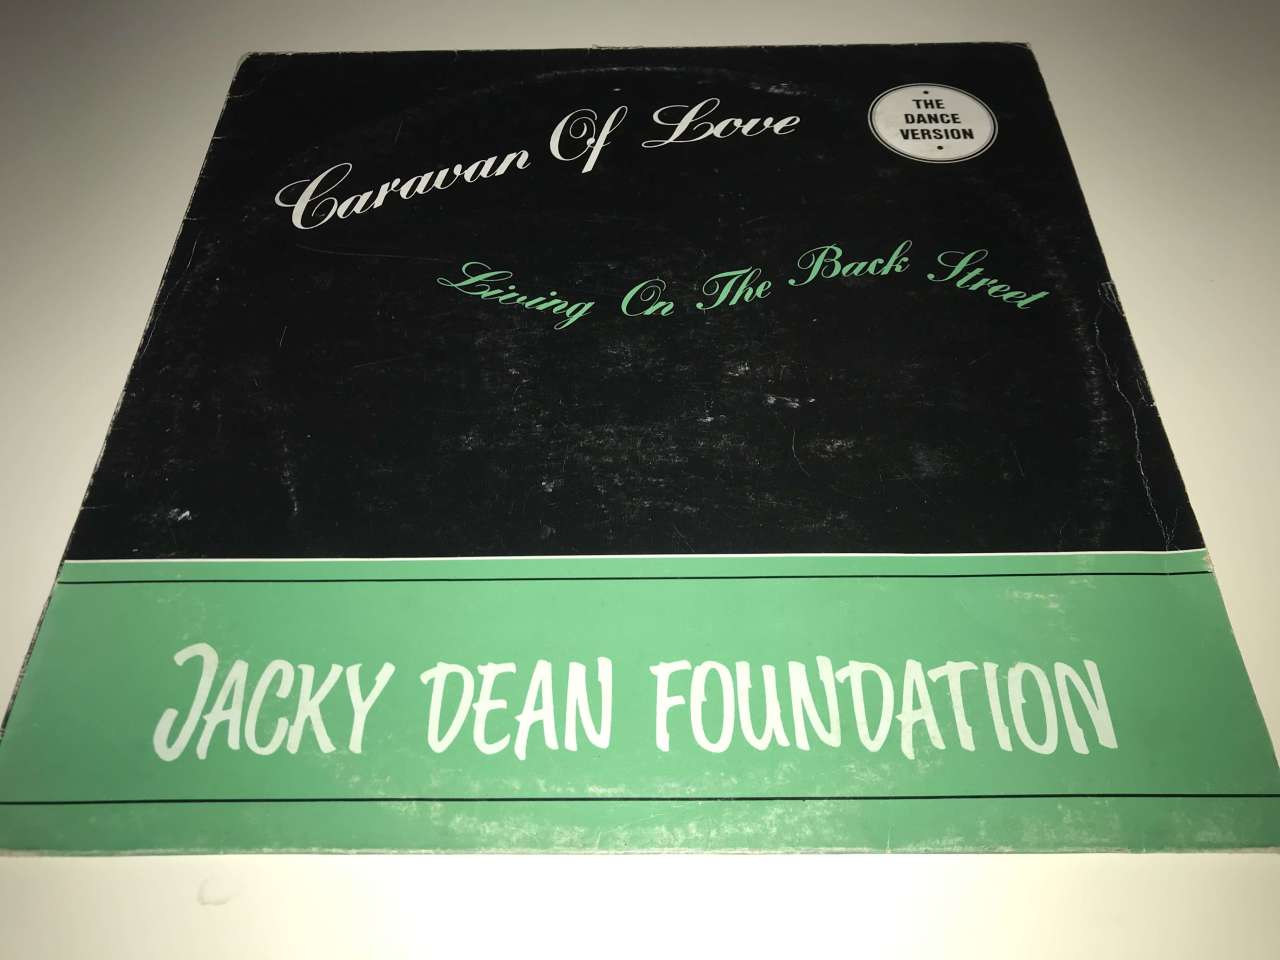 Caravan Of Love
THE
DANCE
VERSION
Living On The Back Street
JACKY DEAN FOUNDATION